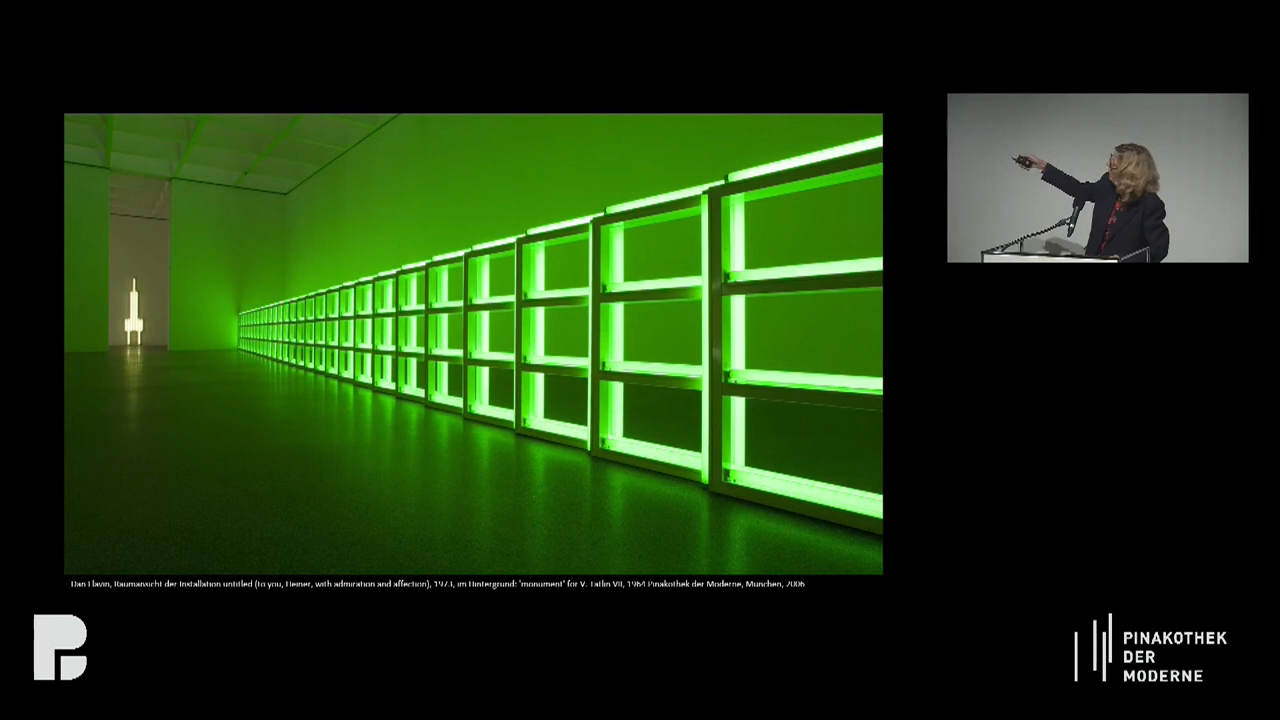 Dan Flavin, Raumansicht der Installation untitled (to you, Heiner, with admiration and affection), 1973, im Hintergrund: 'monument' for V. Tatlin VII, 1964 Pinakothek der Moderne, München, 2006
PINAKOTHEK
DER
MODERNE